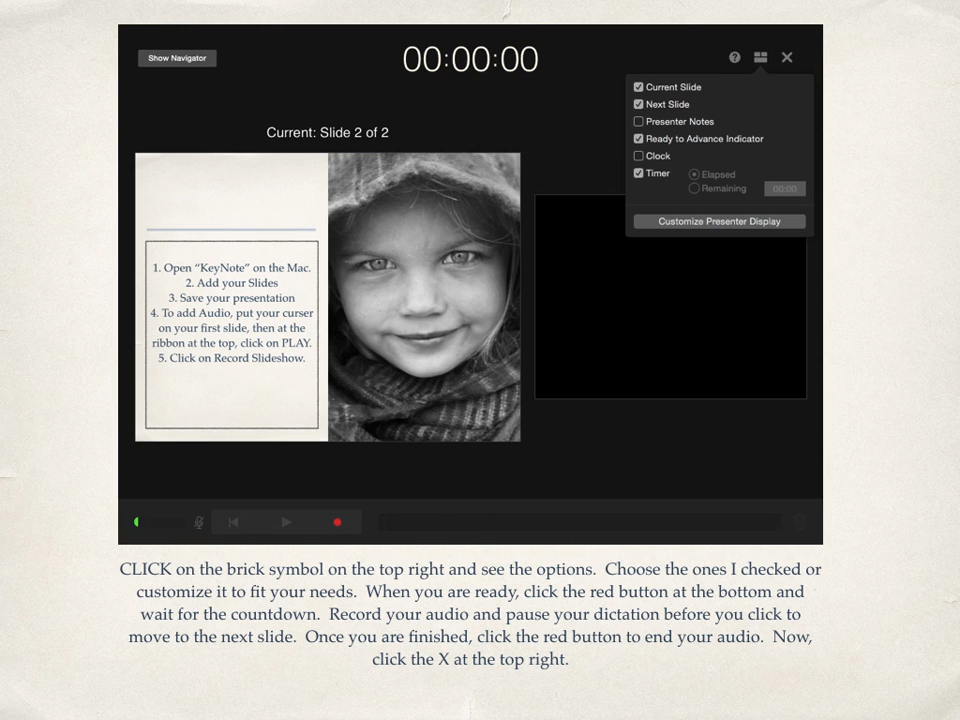 Show Navigator
00:00:00
Current Slide
Next Slide
Presenter Notes
Ready to Advance Indicator
Clock
Timer
Elapsed
Remaining
00:00
Customize Presenter Display
Current: Slide 2 of 2
1. Open “KeyNote” on the Mac.
2. Add your Slides
3. Save your presentation
4. To add Audio, put your curser
on your first slide, then at the
ribbon at the top, click on PLAY.
5. Click on Record Slideshow.
CLICK on the brick symbol on the top right and see the options.  Choose the ones I checked or
customize it to fit your needs.  When you are ready, click the red button at the bottom and
wait for the countdown.  Record your audio and pause your dictation before you click to
move to the next slide.  Once you are finished, click the red button to end your audio.  Now,
click the X at the top right.